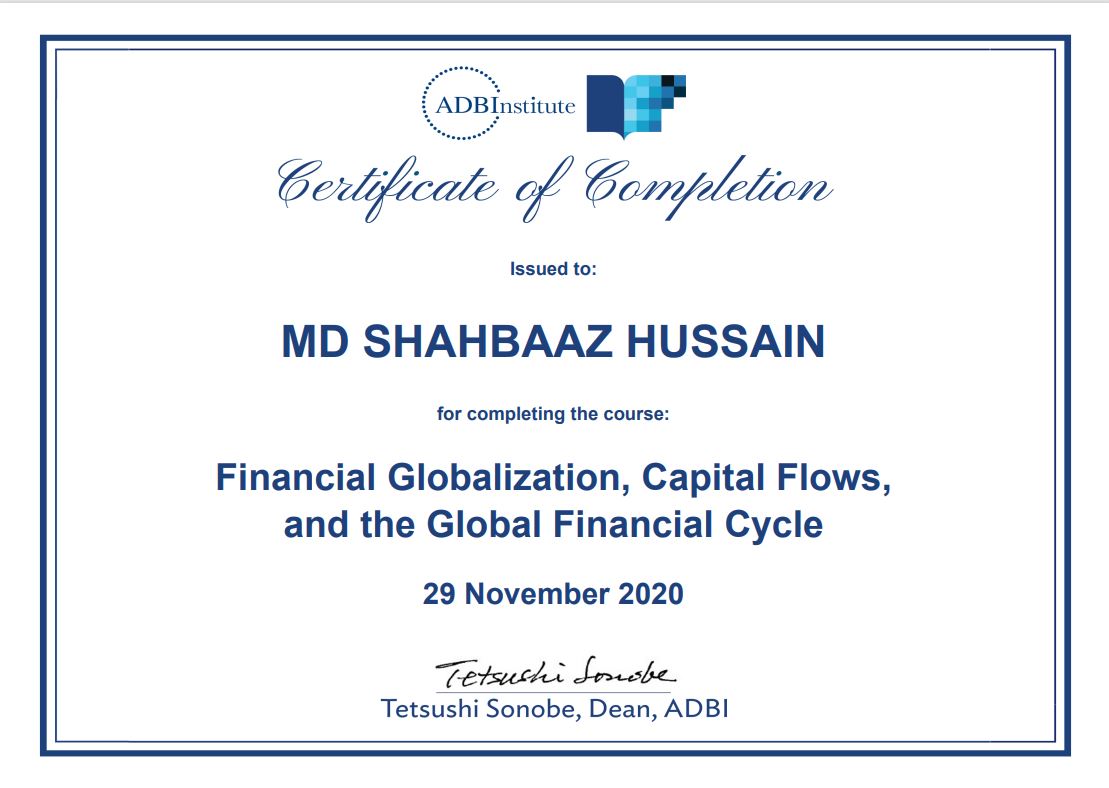 ADBInstitute
Certificate of Completion
Issued to:
MD SHAHBAAZ HUSSAIN
for completing the course:
Financial Globalization, Capital Flows,
and the Global Financial Cycle
29 November 2020
Tetsushi Sonobe
Tetsushi Sonobe, Dean, ADBI